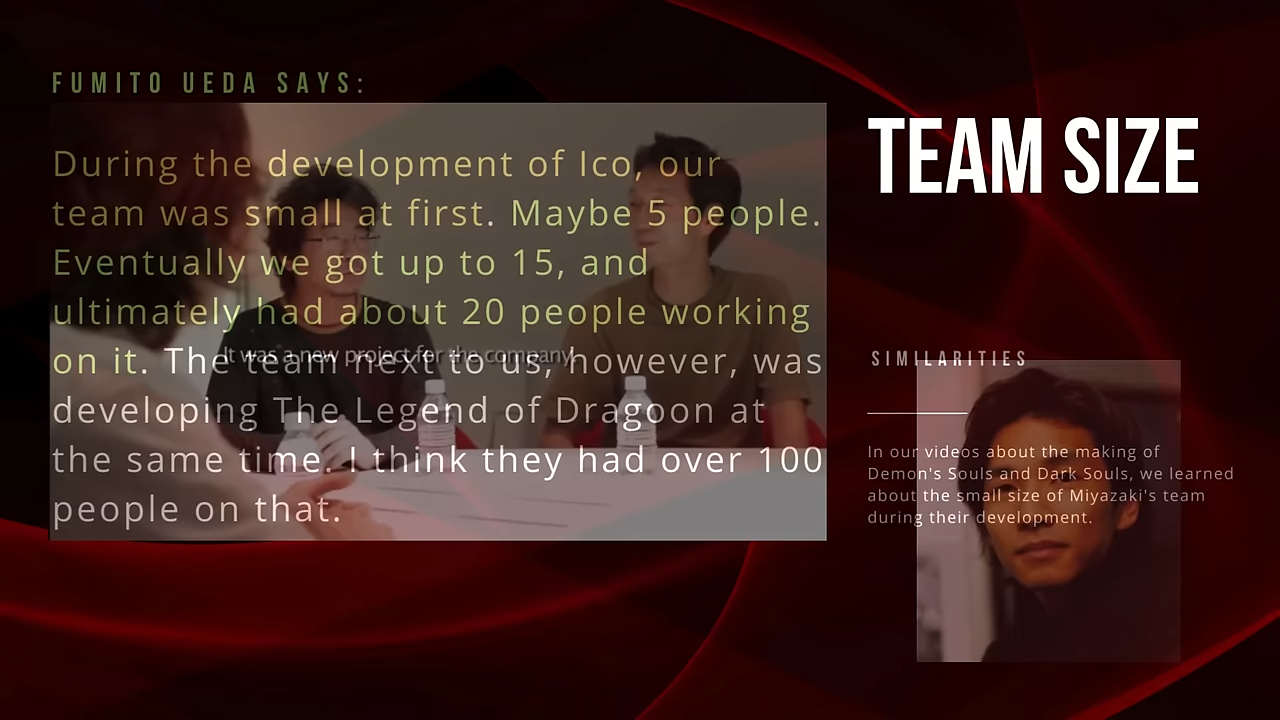 FUMITO UEDA SAYS:
During the development of Ico, our
team was small at first. Maybe 5 people.
Eventually we got up to 15, and
ultimately had about 20 people working
on it. The team next to us, however, was
It was a new project for the company,
developing The Legend of Dragoon at
the same time. I think they had over 100
people on that.
TEAM SIZE
SIMILARITIES
In our videos about the making of
Demon's Souls and Dark Souls, we learned
about the small size of Miyazaki's team
during their development.